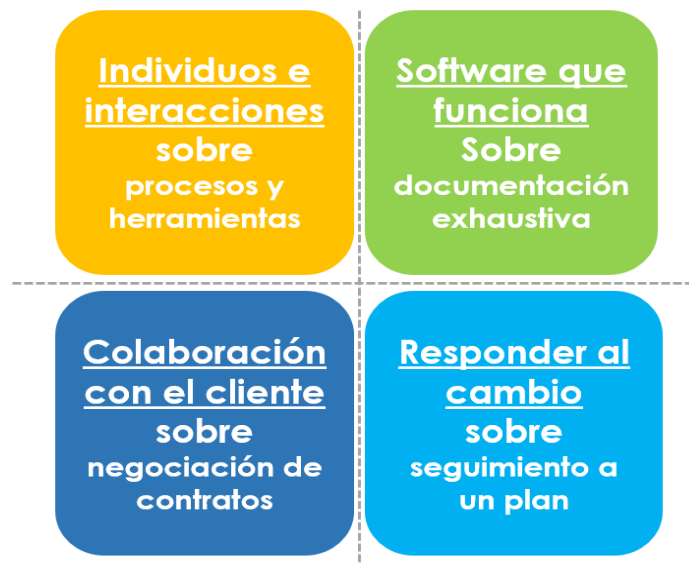 Individuos e
interacciones
sobre
procesos y
herramientas
Software que
funciona
Sobre
documentación
exhaustiva
Colaboración
con el cliente
sobre
negociación de
contratos
Responder al
cambio
sobre
seguimiento a
un plan